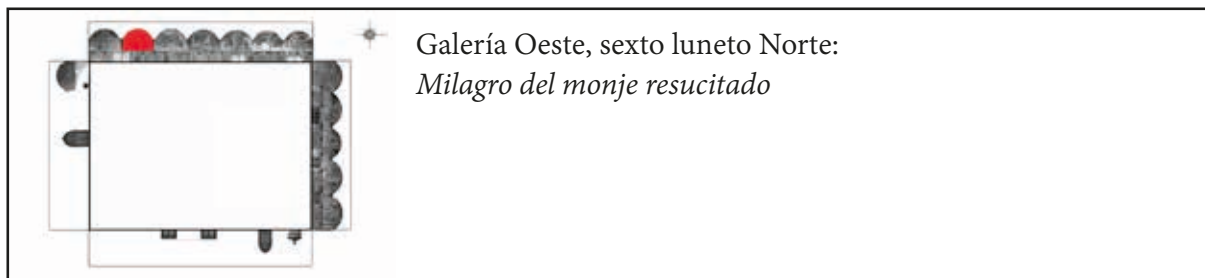 Galería Oeste, sexto luneto Norte:
Milagro del monje resucitado